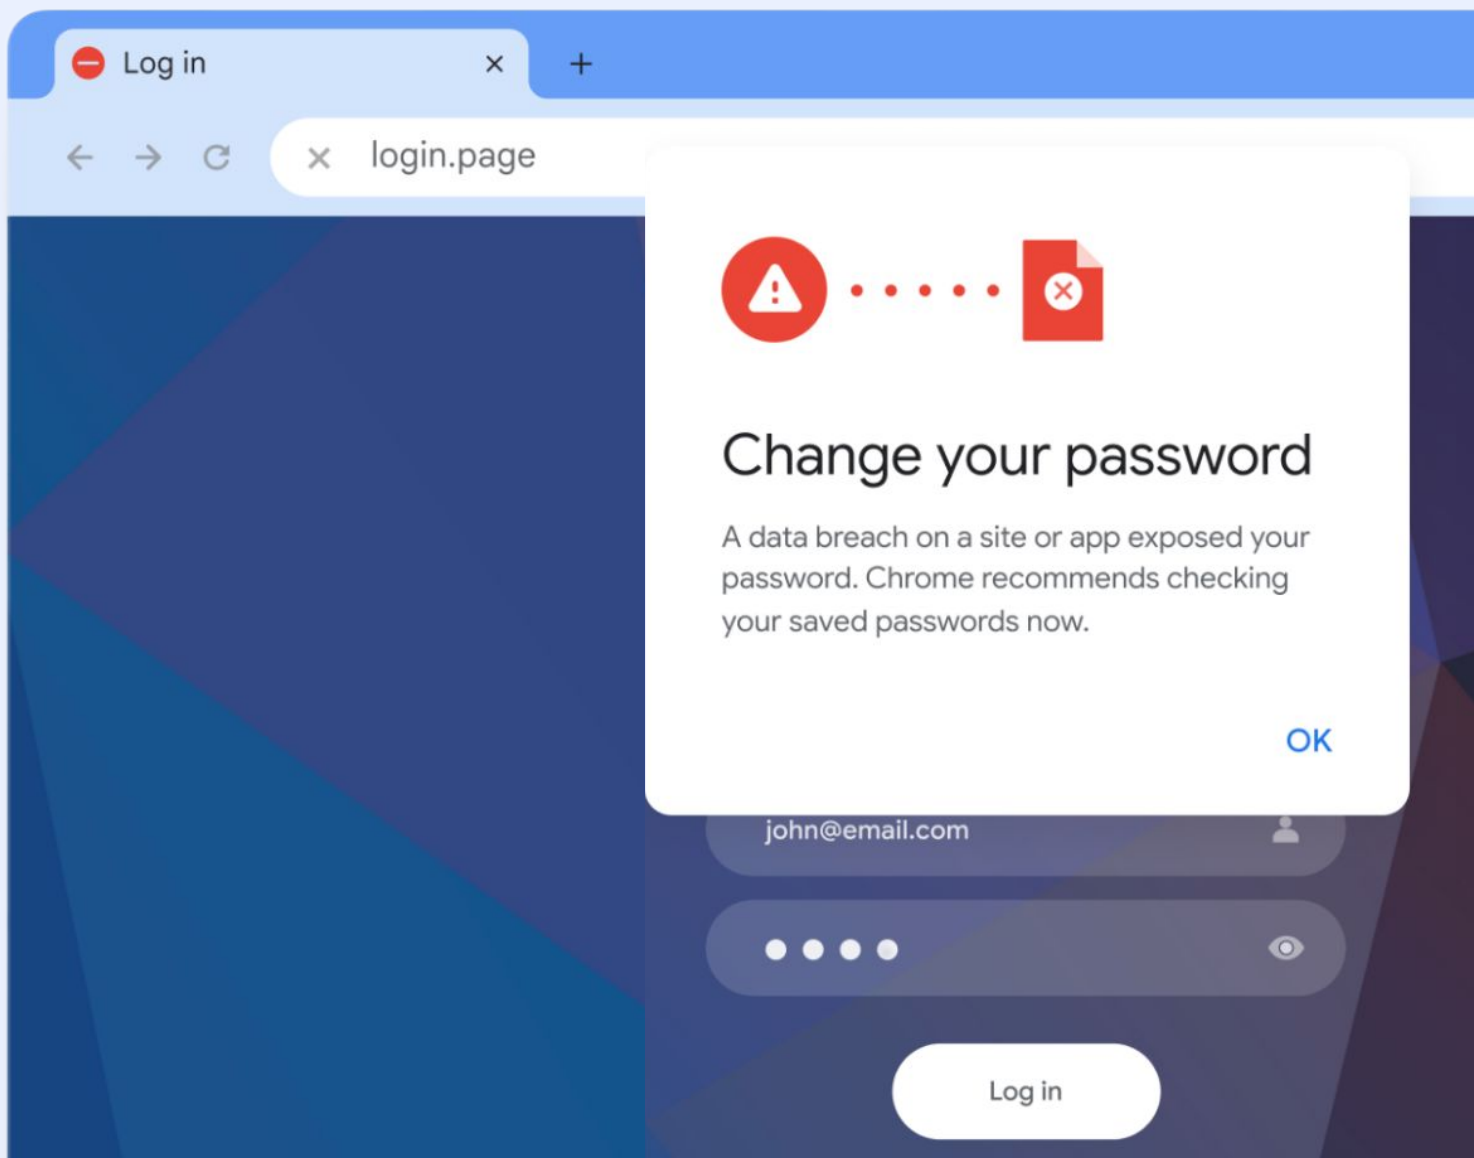 Log in
login.page
Change your password
A data breach on a site or app exposed your
password. Chrome recommends checking
your saved passwords now.
OK
john@email.com
Log in